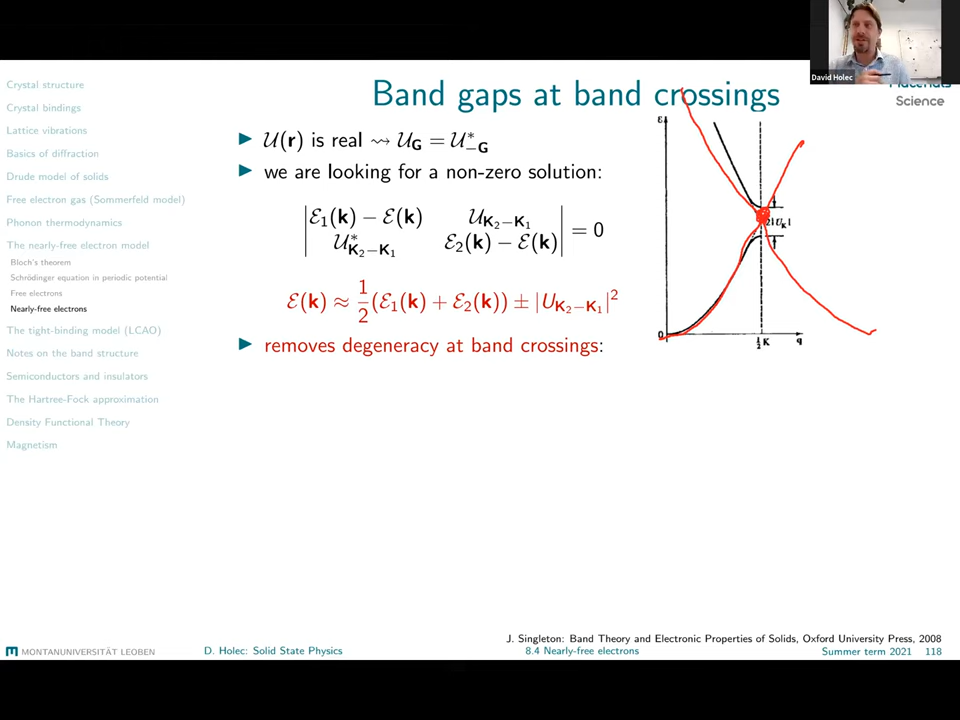 David Holec
Materials
Science
Crystal structure
Crystal bindings
Lattice vibrations
Basics of diffraction
Drude model of solids
Free electron gas (Sommerfeld model)
Phonon thermodynamics
The nearly-free electron model
Bloch's theorem
Schrödinger equation in periodic potential
Free electrons
Nearly-free electrons
The tight-binding model (LCAO)
Notes on the band structure
Semiconductors and insulators
The Hartree-Fock approximation
Density Functional Theory
Magnetism
Band gaps at band crossings
▶ 𝒰(r) is real ⇝ 𝒰_G = 𝒰*_{−G}
▶ we are looking for a non-zero solution:
| ℰ₁(k) − ℰ(k) 𝒰_{K₂−K₁} |
| 𝒰*_{K₂−K₁} ℰ₂(k) − ℰ(k) | = 0
ℰ(k) ≈ 1/2 (ℰ₁(k) + ℰ₂(k)) ± |U_{K₂−K₁}|²
▶ removes degeneracy at band crossings:
ε
2|U_K|
0
½K
q
J. Singleton: Band Theory and Electronic Properties of Solids, Oxford University Press, 2008
MONTANUNIVERSITÄT LEOBEN
D. Holec: Solid State Physics
8.4 Nearly-free electrons
Summer term 2021 118